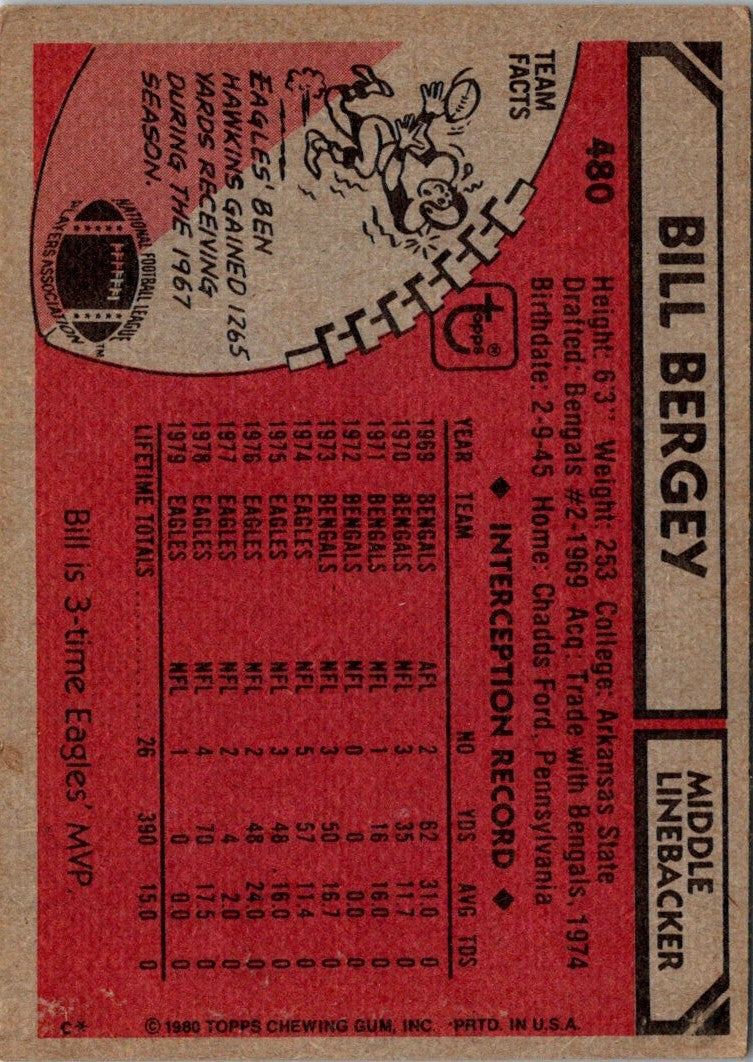 BILL BERGEY
MIDDLE
LINEBACKER
480
Height: 6'3" Weight: 253 College: Arkansas State
Drafted: Bengals #2-1969 Acq.: Trade with Bengals, 1974
Birthdate: 2-9-45 Home: Chadds Ford, Pennsylvania
TEAM
FACTS
EAGLES' BEN
HAWKINS GAINED 1265
YARDS RECEIVING
DURING THE 1967
SEASON.
NATIONAL FOOTBALL LEAGUE
PLAYERS ASSOCIATION
TM
topps®
◆ INTERCEPTION RECORD ◆
YEAR TEAM NO YDS AVG TDS
1969 BENGALS AFL 2 62 31.0 0
1970 BENGALS NFL 3 35 11.7 0
1971 BENGALS NFL 1 16 16.0 0
1972 BENGALS NFL 0 0 0.0 0
1973 BENGALS NFL 3 50 16.7 0
1974 EAGLES NFL 5 57 11.4 0
1975 EAGLES NFL 3 48 16.0 0
1976 EAGLES NFL 2 48 24.0 0
1977 EAGLES NFL 2 4 2.0 0
1978 EAGLES NFL 4 70 17.5 0
1979 EAGLES NFL 1 0 0.0 0
LIFETIME TOTALS 26 390 15.0 0
Bill is 3-time Eagles' MVP.
C*
© 1980 TOPPS CHEWING GUM, INC. PRTD. IN U.S.A.